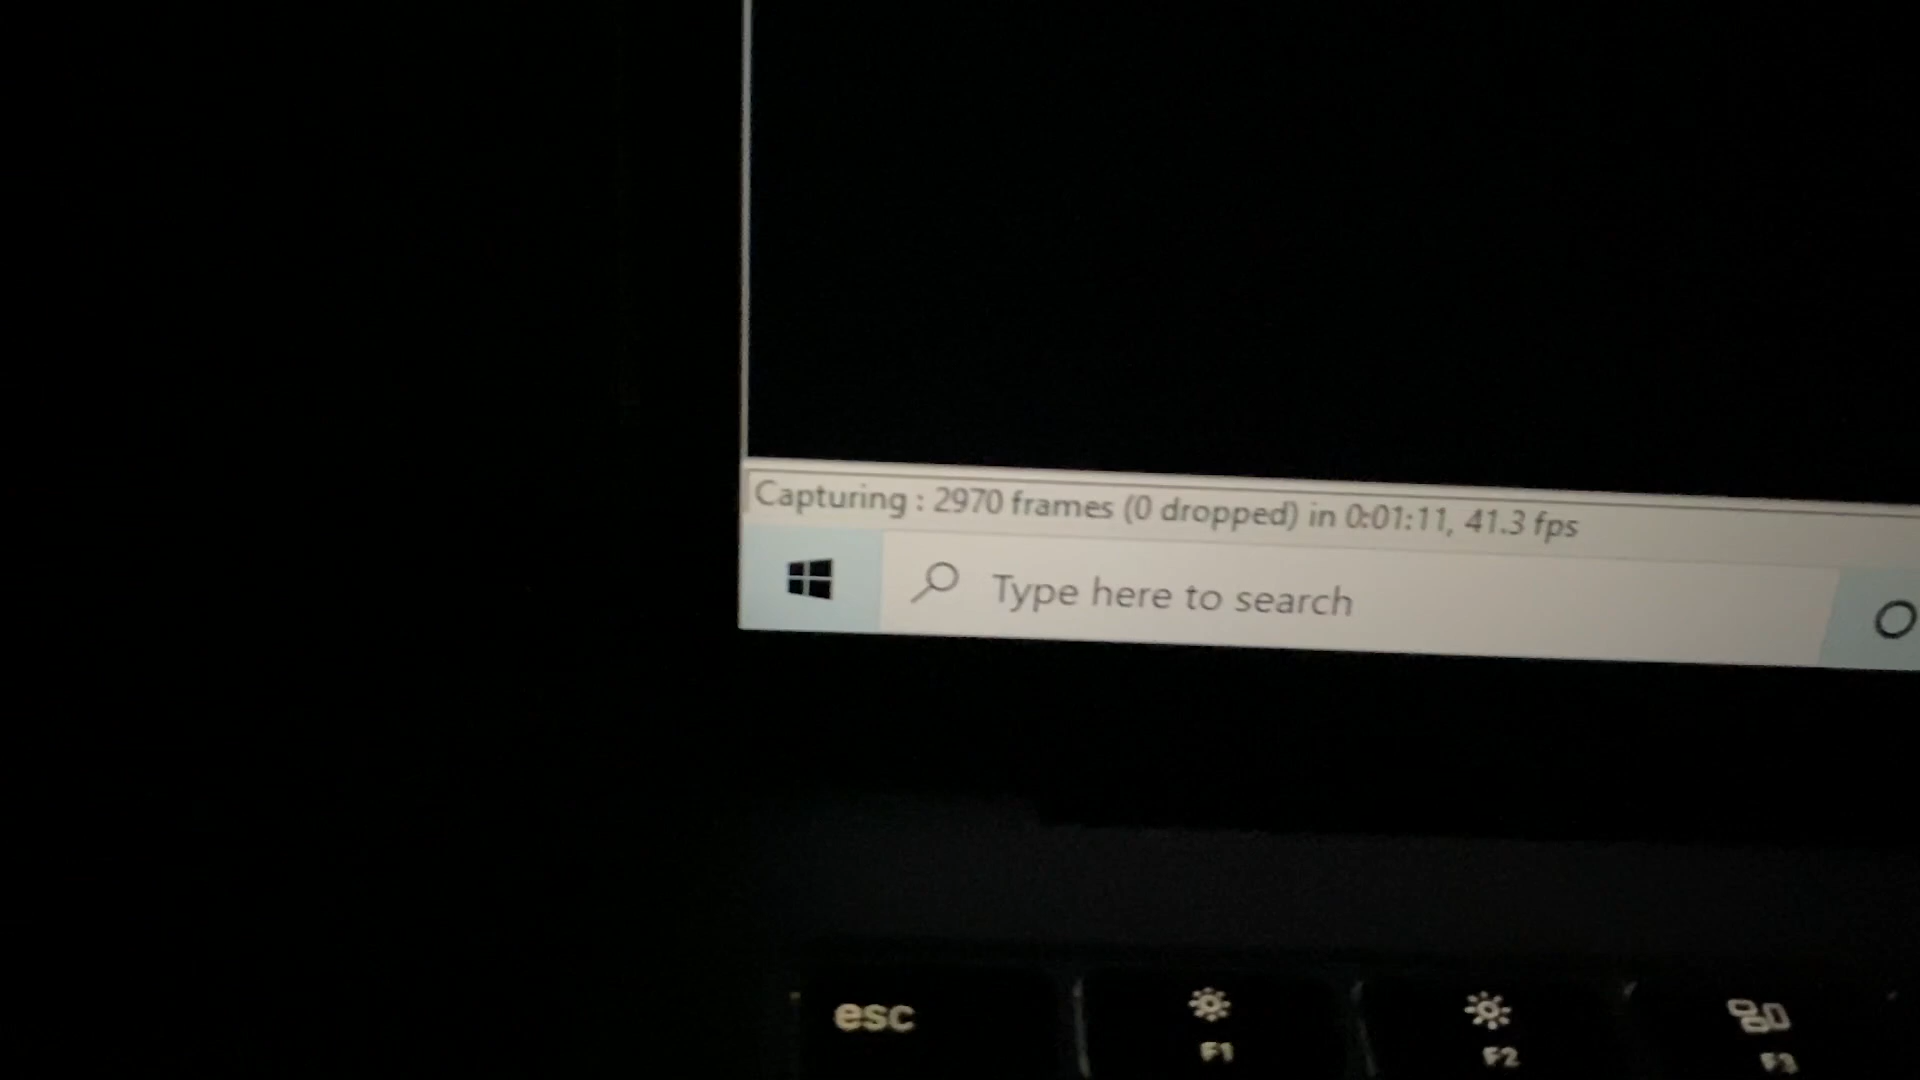 Capturing : 2970 frames (0 dropped) in 0:01:11, 41.3 fps
Type here to search
esc
F1
F2
F3